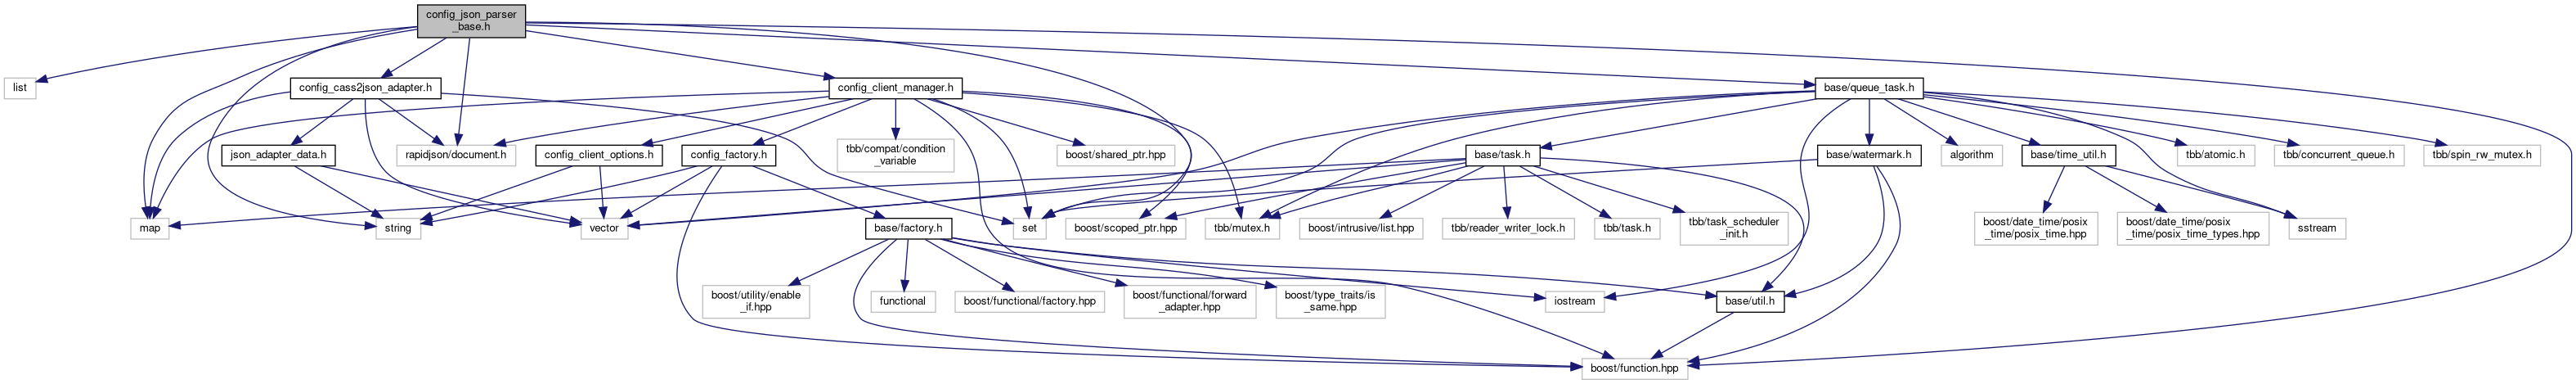 config_json_parser
_base.h
list
config_cass2json_adapter.h
config_client_manager.h
base/queue_task.h
json_adapter_data.h
rapidjson/document.h
config_client_options.h
config_factory.h
tbb/compat/condition
_variable
boost/shared_ptr.hpp
base/task.h
base/watermark.h
algorithm
base/time_util.h
tbb/atomic.h
tbb/concurrent_queue.h
tbb/spin_rw_mutex.h
map
string
vector
base/factory.h
set
boost/scoped_ptr.hpp
tbb/mutex.h
boost/intrusive/list.hpp
tbb/reader_writer_lock.h
tbb/task.h
tbb/task_scheduler
_init.h
boost/date_time/posix
_time/posix_time.hpp
boost/date_time/posix
_time/posix_time_types.hpp
sstream
boost/utility/enable
_if.hpp
functional
boost/functional/factory.hpp
boost/functional/forward
_adapter.hpp
boost/type_traits/is
_same.hpp
iostream
base/util.h
boost/function.hpp